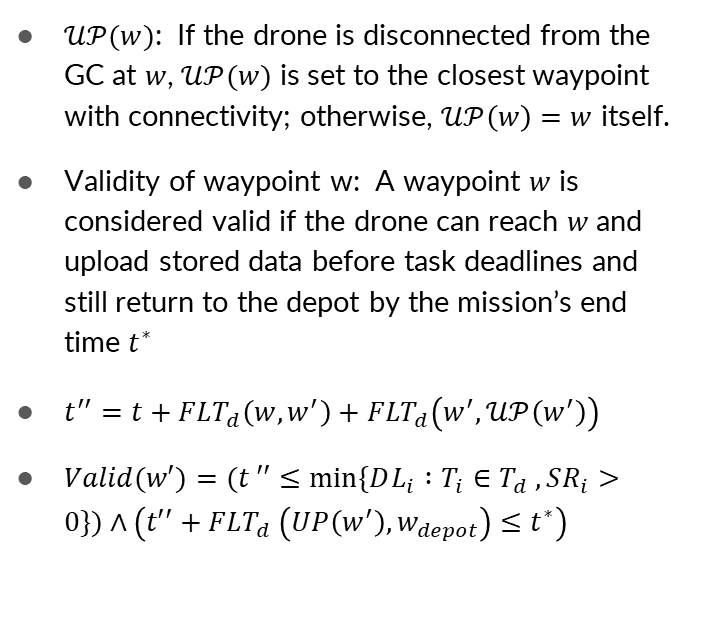 ● 𝒰𝒫(𝑤): If the drone is disconnected from the
GC at 𝑤, 𝒰𝒫(𝑤) is set to the closest waypoint
with connectivity; otherwise, 𝒰𝒫(𝑤) = 𝑤 itself.
● Validity of waypoint w: A waypoint 𝑤 is
considered valid if the drone can reach 𝑤 and
upload stored data before task deadlines and
still return to the depot by the mission's end
time 𝑡*
● 𝑡″ = 𝑡 + 𝐹𝐿𝑇_𝑑(𝑤, 𝑤′) + 𝐹𝐿𝑇_𝑑(𝑤′, 𝒰𝒫(𝑤′))
● 𝑉𝑎𝑙𝑖𝑑(𝑤′) = (𝑡 ″ ≤ min{𝐷𝐿_𝑖 : 𝑇_𝑖 ∈ 𝑇_𝑑 , 𝑆𝑅_𝑖 >
0}) ∧ (𝑡″ + 𝐹𝐿𝑇_𝑑 (𝑈𝑃(𝑤′), 𝑤_𝑑𝑒𝑝𝑜𝑡) ≤ 𝑡*)